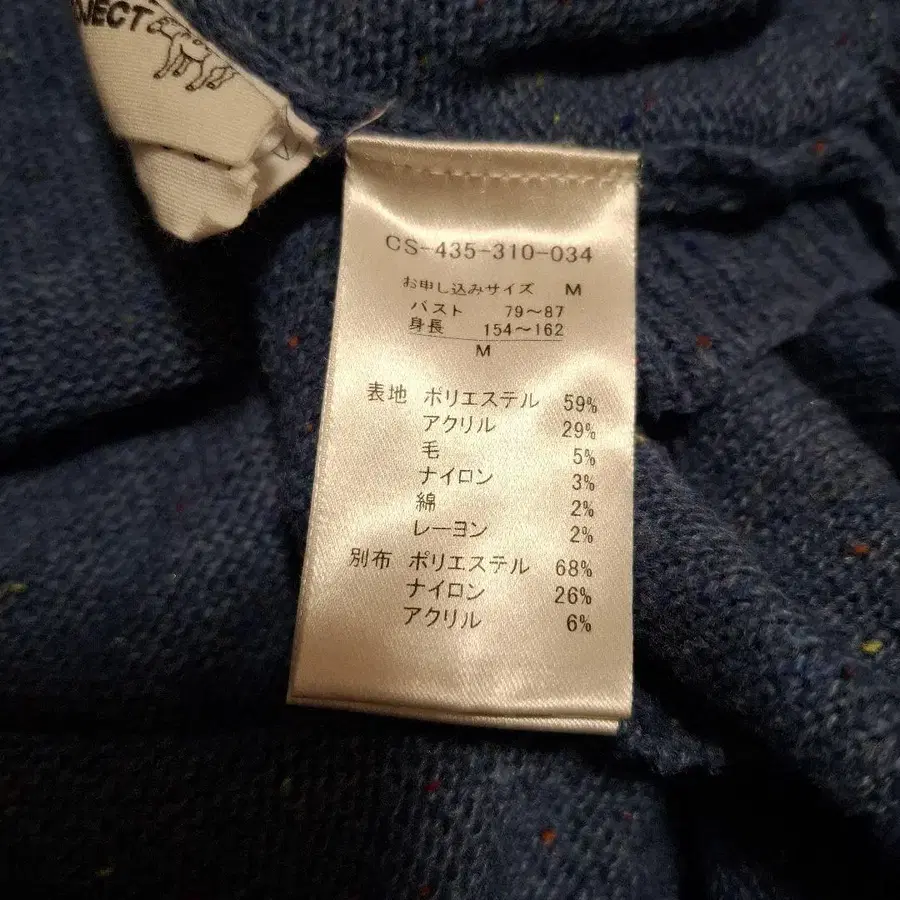 CS-435-310-034
お申し込みサイズ M
バスト 79〜87
身長 154〜162
M
表地 ポリエステル 59%
アクリル 29%
毛 5%
ナイロン 3%
綿 2%
レーヨン 2%
別布 ポリエステル 68%
ナイロン 26%
アクリル 6%